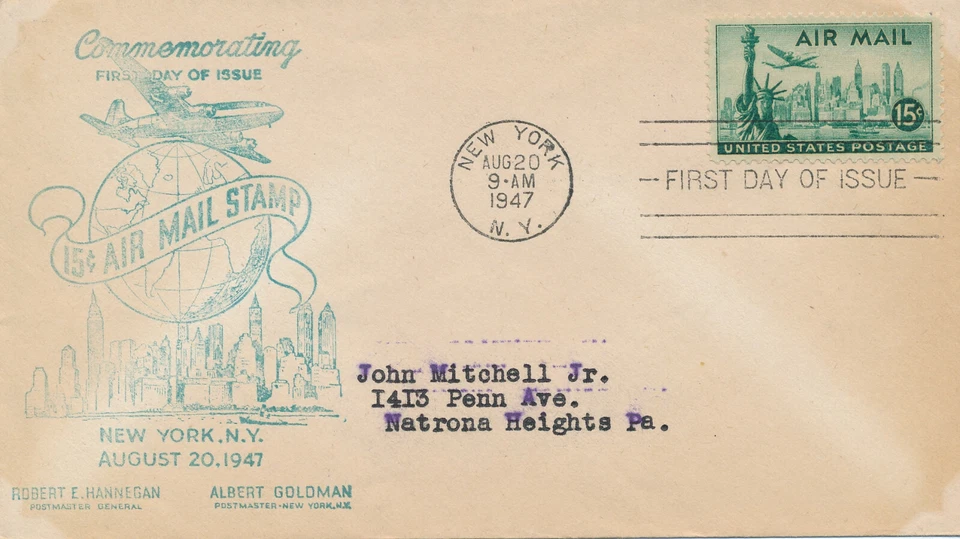 Commemorating
FIRST DAY OF ISSUE
15¢ AIR MAIL STAMP
NEW YORK, N.Y.
AUGUST 20, 1947
ROBERT E. HANNEGAN
POSTMASTER GENERAL
ALBERT GOLDMAN
POSTMASTER-NEW YORK, N.Y.
NEW YORK
AUG 20
9-AM
1947
N. Y.
AIR MAIL
15¢
UNITED STATES POSTAGE
FIRST DAY OF ISSUE
John Mitchell Jr.
1413 Penn Ave.
Natrona Heights Pa.